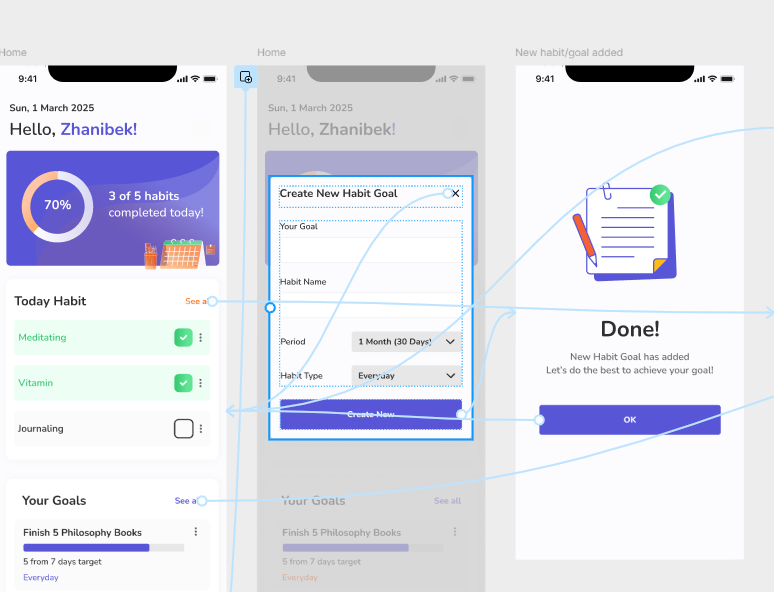 Home
9:41
Sun, 1 March 2025
Hello, Zhanibek!
70%
3 of 5 habits
completed today!
Today Habit
See all
Meditating
Vitamin
Journaling
Your Goals
See all
Finish 5 Philosophy Books
5 from 7 days target
Everyday
Home
9:41
Sun, 1 March 2025
Hello, Zhanibek!
Create New Habit Goal
Your Goal
Habit Name
Period
1 Month (30 Days)
Habit Type
Everyday
Create New
Your Goals
See all
Finish 5 Philosophy Books
5 from 7 days target
Everyday
New habit/goal added
9:41
Done!
New Habit Goal has added
Let's do the best to achieve your goal!
OK